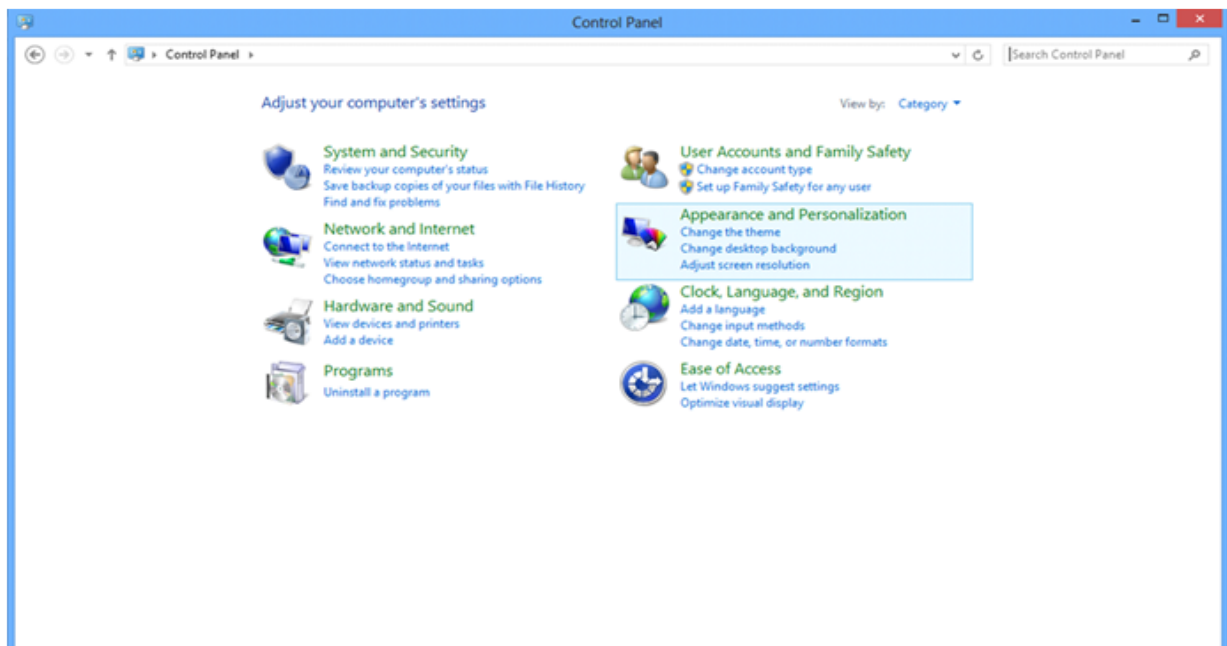 Control Panel
Control Panel
Search Control Panel
Adjust your computer's settings
View by: Category
System and Security
Review your computer's status
Save backup copies of your files with File History
Find and fix problems
Network and Internet
Connect to the Internet
View network status and tasks
Choose homegroup and sharing options
Hardware and Sound
View devices and printers
Add a device
Programs
Uninstall a program
User Accounts and Family Safety
Change account type
Set up Family Safety for any user
Appearance and Personalization
Change the theme
Change desktop background
Adjust screen resolution
Clock, Language, and Region
Add a language
Change input methods
Change date, time, or number formats
Ease of Access
Let Windows suggest settings
Optimize visual display